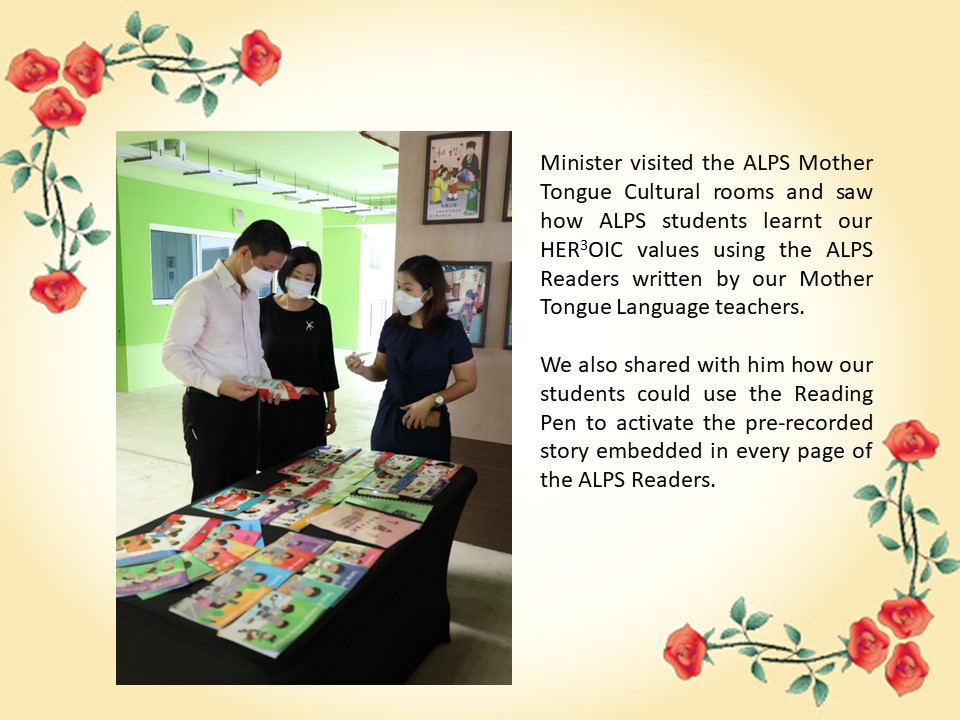 Minister visited the ALPS Mother
Tongue Cultural rooms and saw
how ALPS students learnt our
HER³OIC values using the ALPS
Readers written by our Mother
Tongue Language teachers.
We also shared with him how our
students could use the Reading
Pen to activate the pre-recorded
story embedded in every page of
the ALPS Readers.